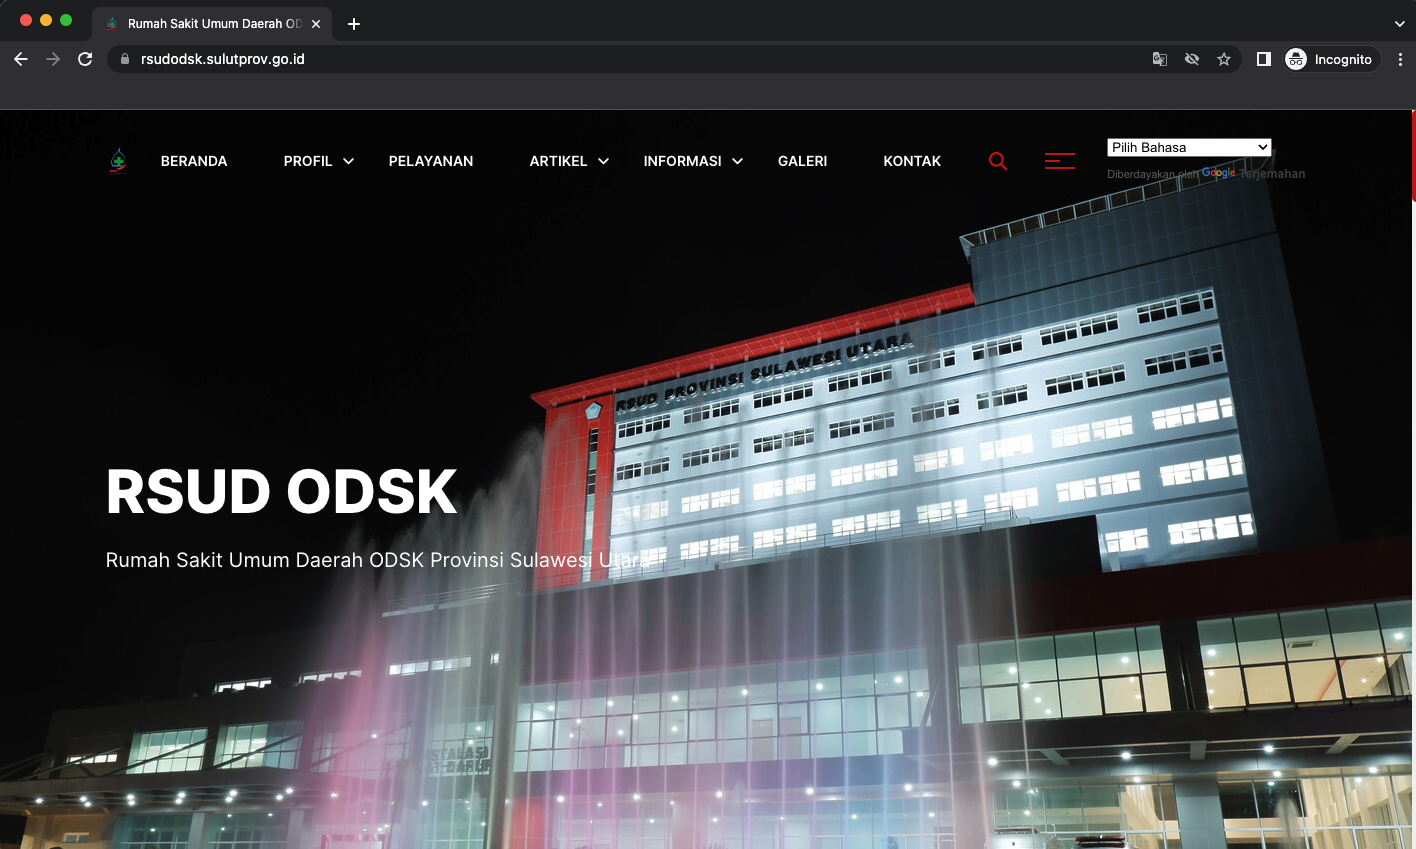 Rumah Sakit Umum Daerah OD
rsudodsk.sulutprov.go.id
Incognito
BERANDA
PROFIL
PELAYANAN
ARTIKEL
INFORMASI
GALERI
KONTAK
Pilih Bahasa
Diberdayakan oleh Google Terjemahan
RSUD PROVINSI SULAWESI UTARA
RSUD ODSK
Rumah Sakit Umum Daerah ODSK Provinsi Sulawesi Utara